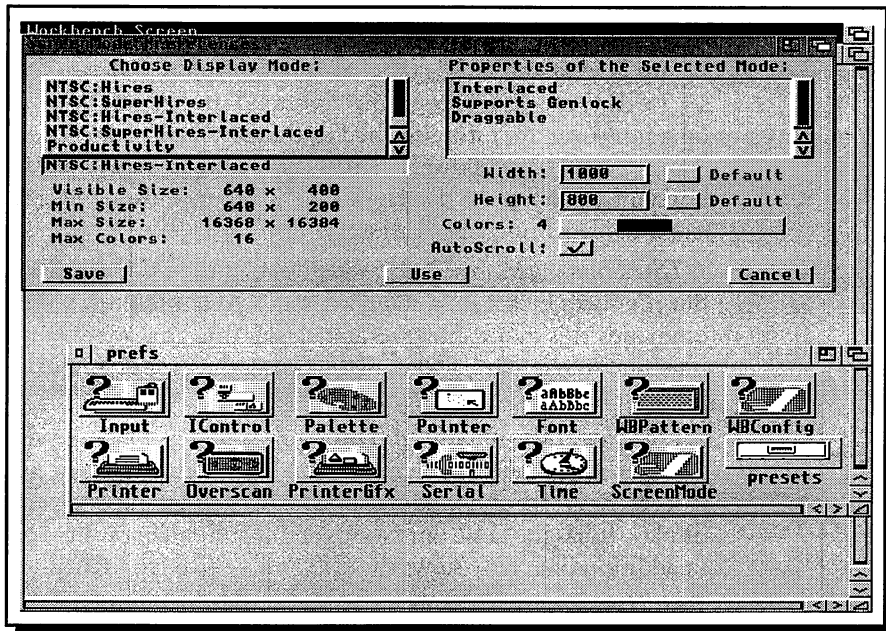 Workbench Screen
Preferences
Choose Display Mode:
NTSC:Hires
NTSC:SuperHires
NTSC:Hires-Interlaced
NTSC:SuperHires-Interlaced
Productivity
NTSC:Hires-Interlaced
Visible Size: 640 x 400
Min Size: 640 x 200
Max Size: 16368 x 16384
Max Colors: 16
Properties of the Selected Mode:
Interlaced
Supports Genlock
Draggable
Width: 1000 Default
Height: 800 Default
Colors: 4
AutoScroll:
Save Use Cancel
prefs
Input IControl Palette Pointer Font WBPattern WBConfig
aABbBbc
aAbbbc
Printer Overscan PrinterGfx Serial Time ScreenMode presets